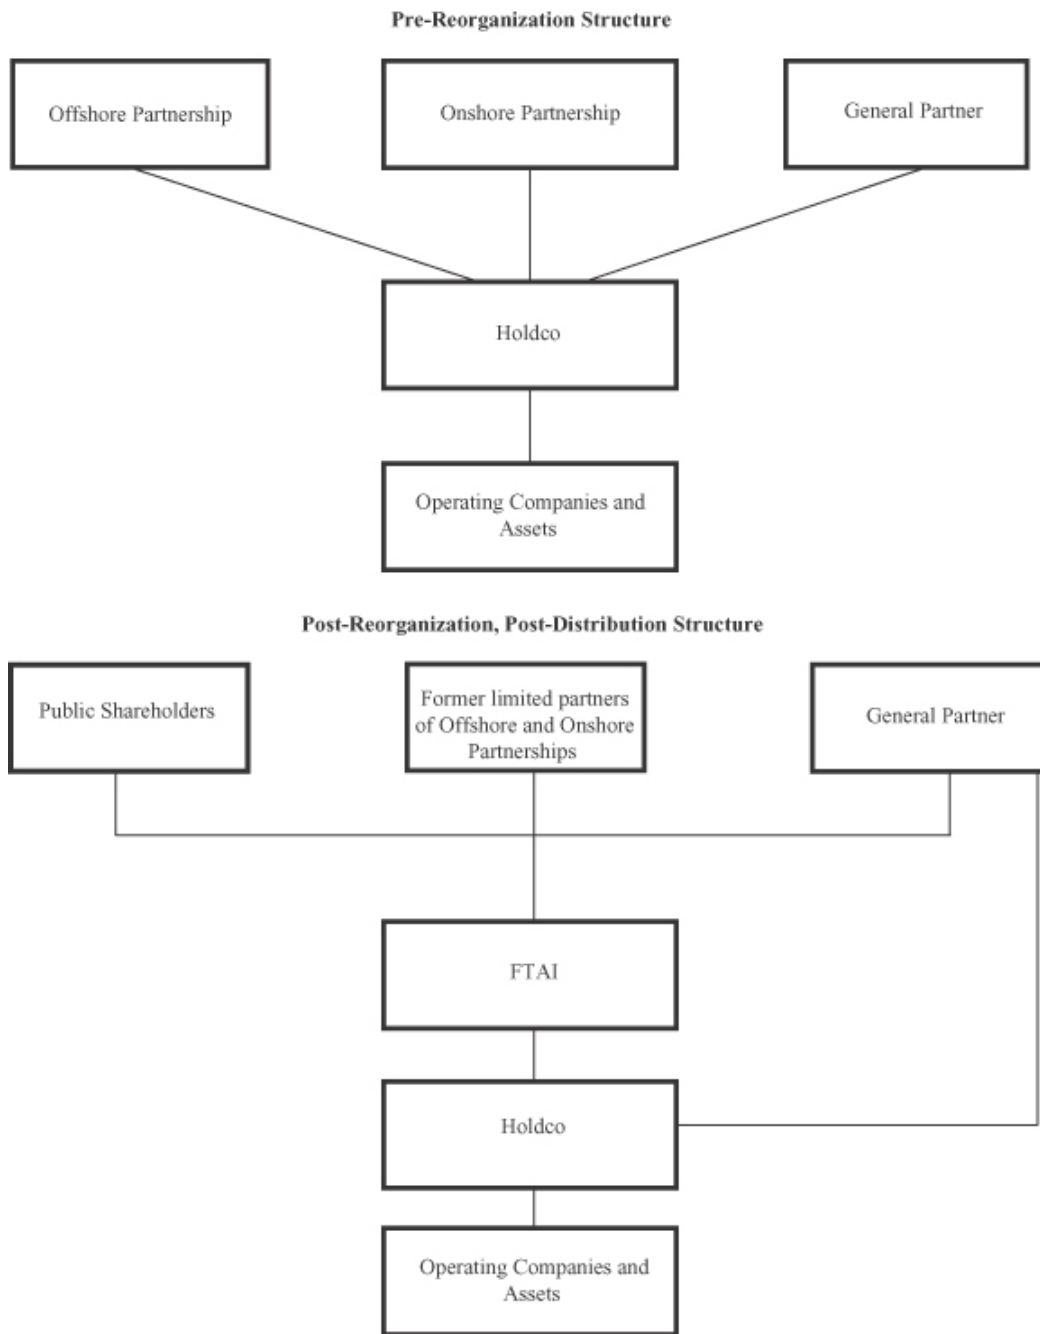 Pre-Reorganization Structure
Offshore Partnership
Onshore Partnership
General Partner
Holdco
Operating Companies and
Assets
Post-Reorganization, Post-Distribution Structure
Public Shareholders
Former limited partners
of Offshore and Onshore
Partnerships
General Partner
FTAI
Holdco
Operating Companies and
Assets